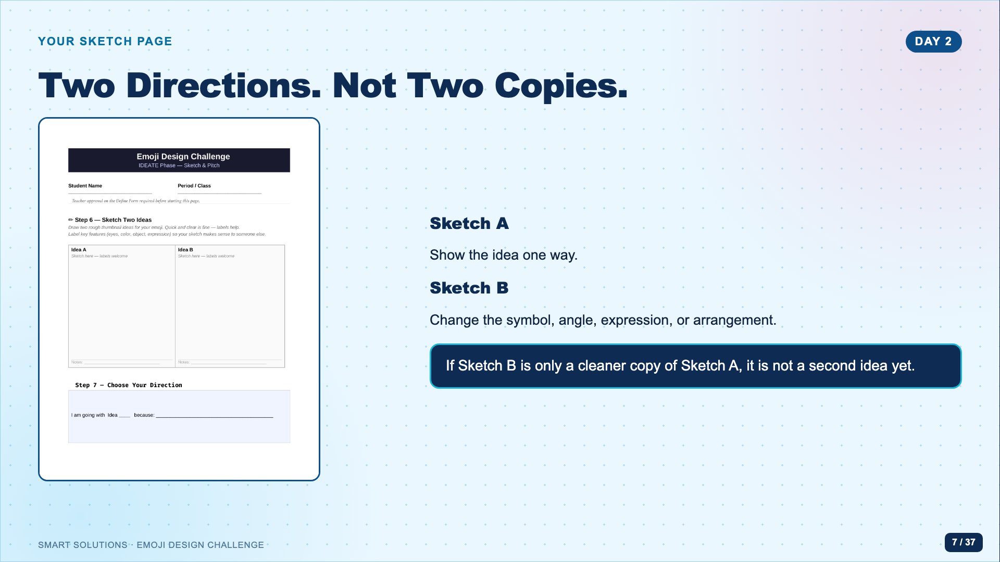 YOUR SKETCH PAGE
DAY 2
Two Directions. Not Two Copies.
Emoji Design Challenge
IDEATE Phase — Sketch & Pitch
Student Name
Period / Class
Teacher approval on the Define Form required before starting this page.
✏ Step 6 — Sketch Two Ideas
Draw two rough thumbnail ideas for your emoji. Quick and clear is fine — labels help.
Label key features (eyes, color, object, expression) so your sketch makes sense to someone else.
Idea A
Sketch here — labels welcome
Notes:
Idea B
Sketch here — labels welcome
Notes:
Step 7 — Choose Your Direction
I am going with Idea ____ because: ____
Sketch A
Show the idea one way.
Sketch B
Change the symbol, angle, expression, or arrangement.
If Sketch B is only a cleaner copy of Sketch A, it is not a second idea yet.
SMART SOLUTIONS · EMOJI DESIGN CHALLENGE
7 / 37